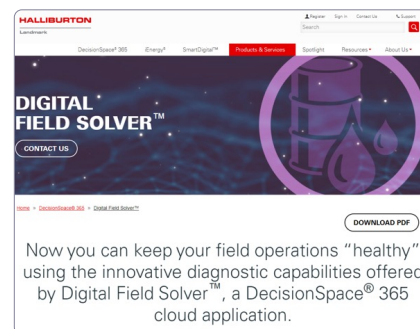 HALLIBURTON
Landmark
Register Sign in Contact Us Support
Search
DecisionSpace® 365 Energy® SmartDigital™ Products & Services Spotlight Resources About Us
DIGITAL
FIELD SOLVER™
CONTACT US
Home » DecisionSpace® 365 » Digital Field Solver™
DOWNLOAD PDF
Now you can keep your field operations “healthy”
using the innovative diagnostic capabilities offered
by Digital Field Solver™, a DecisionSpace® 365
cloud application.